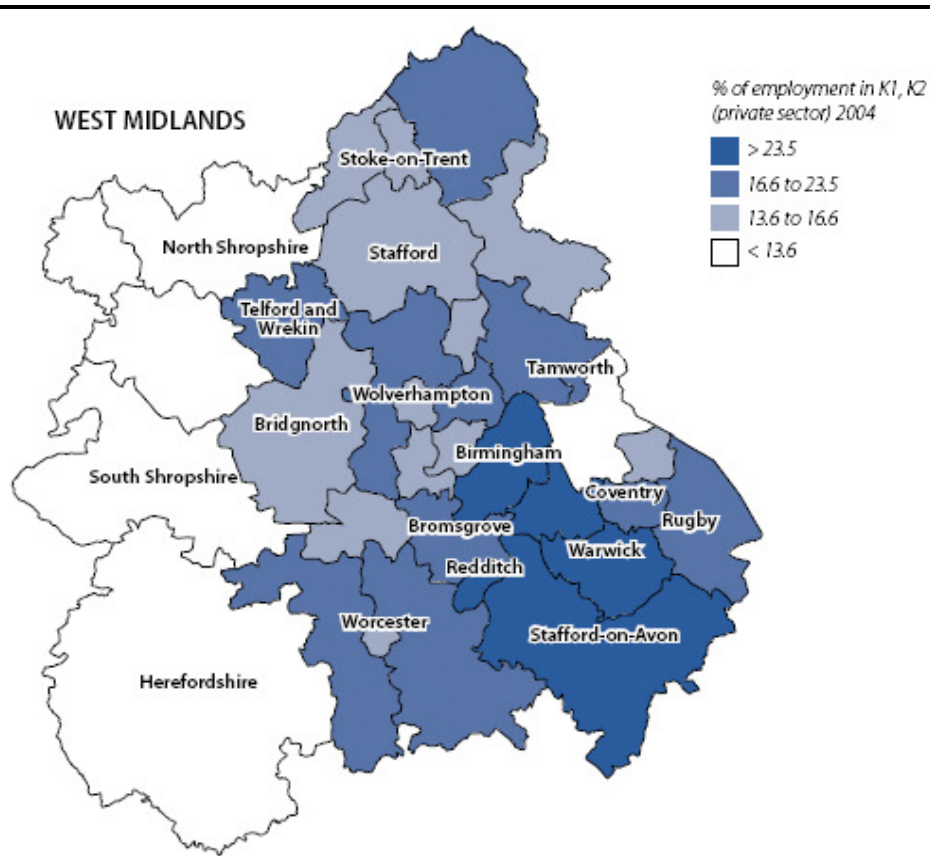 WEST MIDLANDS
% of employment in K1, K2
(private sector) 2004
> 23.5
16.6 to 23.5
13.6 to 16.6
< 13.6
Stoke-on-Trent
North Shropshire
Stafford
Telford and
Wrekin
Tamworth
Wolverhampton
Bridgnorth
Birmingham
South Shropshire
Coventry
Rugby
Bromsgrove
Warwick
Redditch
Worcester
Stafford-on-Avon
Herefordshire